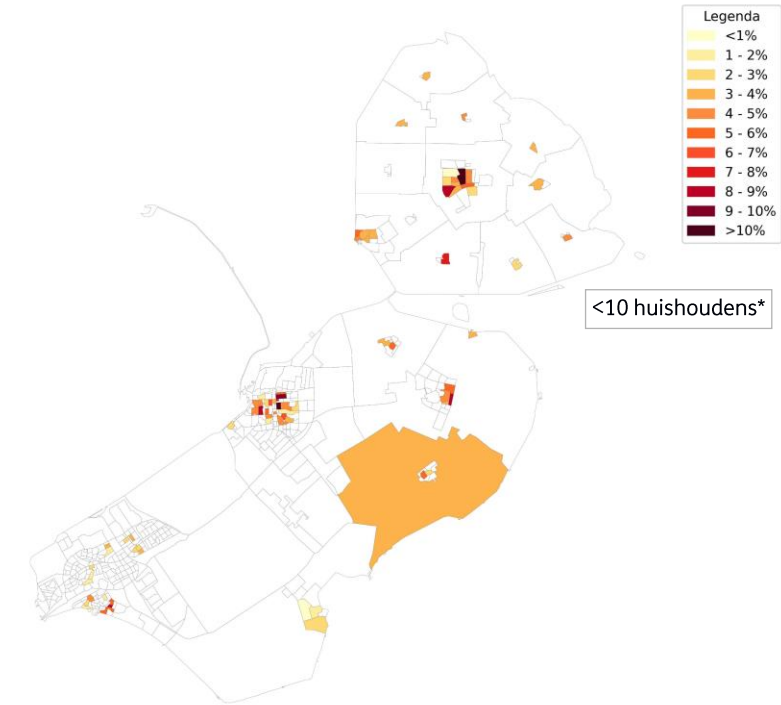 Legenda
<1%
1 - 2%
2 - 3%
3 - 4%
4 - 5%
5 - 6%
6 - 7%
7 - 8%
8 - 9%
9 - 10%
>10%
<10 huishoudens*